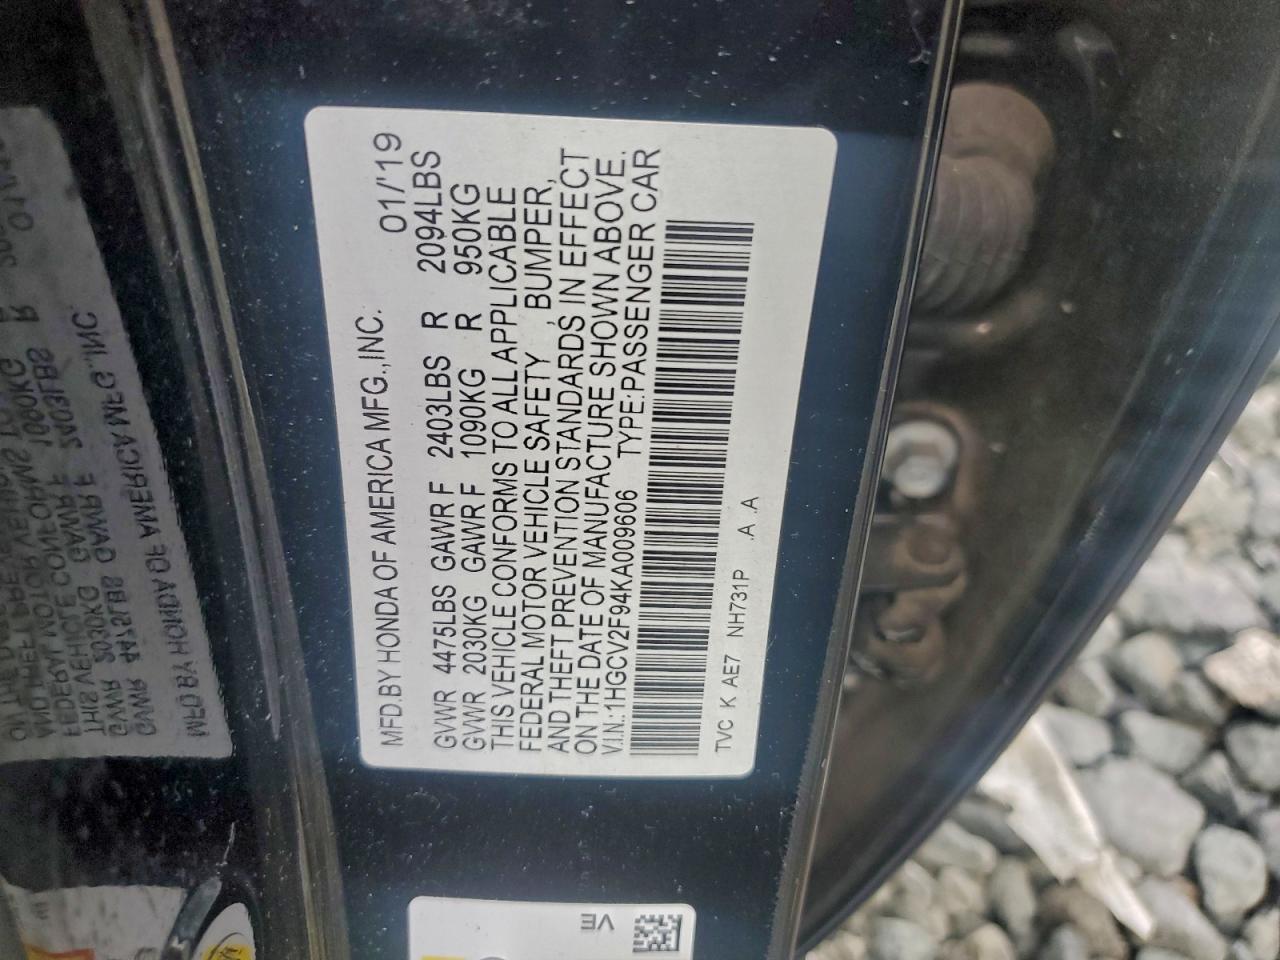 MFD.BY HONDA OF AMERICA MFG.,INC. 01/'19
GVWR 4475LBS GAWR F 2403LBS R 2094LBS
GVWR 2030KG GAWR F 1090KG R 950KG
THIS VEHICLE CONFORMS TO ALL APPLICABLE
FEDERAL MOTOR VEHICLE SAFETY , BUMPER,
AND THEFT PREVENTION STANDARDS IN EFFECT
ON THE DATE OF MANUFACTURE SHOWN ABOVE.
V.I.N.:1HGCV2F94KA009606 TYPE:PASSENGER CAR
TVC K AE7 NH731P .A A
VE